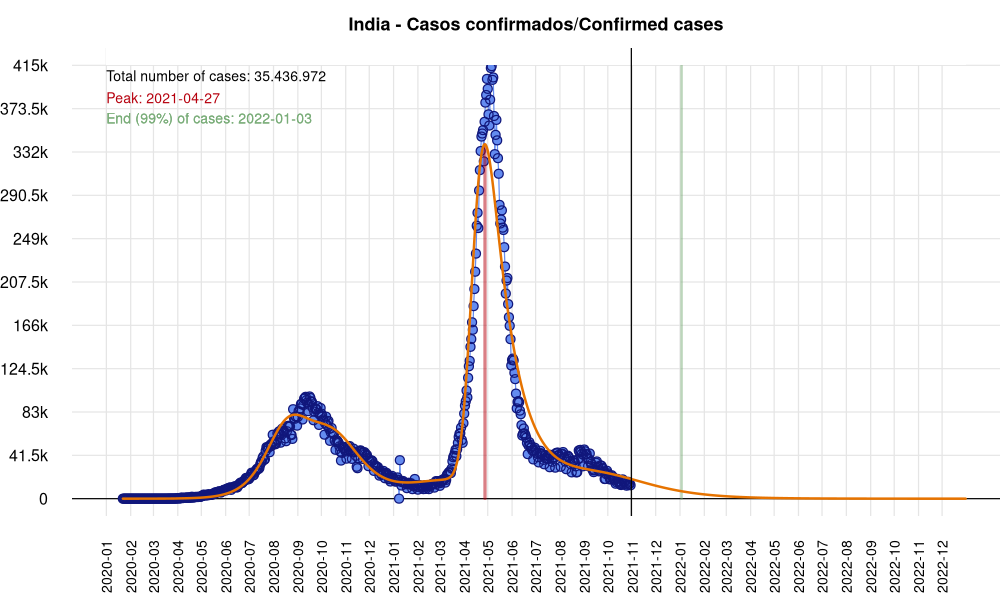 India - Casos confirmados/Confirmed cases
415k
Total number of cases: 35.436.972
Peak: 2021-04-27
373.5k
End (99%) of cases: 2022-01-03
332k
290.5k
249k
207.5k
166k
124.5k
83k
41.5k
0
2020-01
2020-02
2020-03
2020-04
2020-05
2020-06
2020-07
2020-08
2020-09
2020-10
2020-11
2020-12
2021-01
2021-02
2021-03
2021-04
2021-05
2021-06
2021-07
2021-08
2021-09
2021-10
2021-11
2021-12
2022-01
2022-02
2022-03
2022-04
2022-05
2022-06
2022-07
2022-08
2022-09
2022-10
2022-11
2022-12